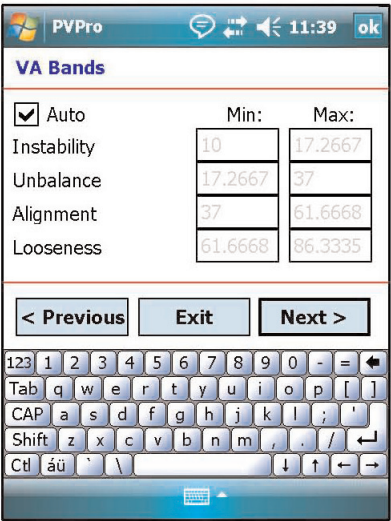 PVPro 11:39 ok
VA Bands
Auto Min: Max:
Instability 10 17.2667
Unbalance 17.2667 37
Alignment 37 61.6668
Looseness 61.6668 86.3335
< Previous Exit Next >
123 1 2 3 4 5 6 7 8 9 0 - =
Tab q w e r t y u i o p [ ]
CAP a s d f g h j k l ; '
Shift z x c v b n m , . /
Ctl áü ` \